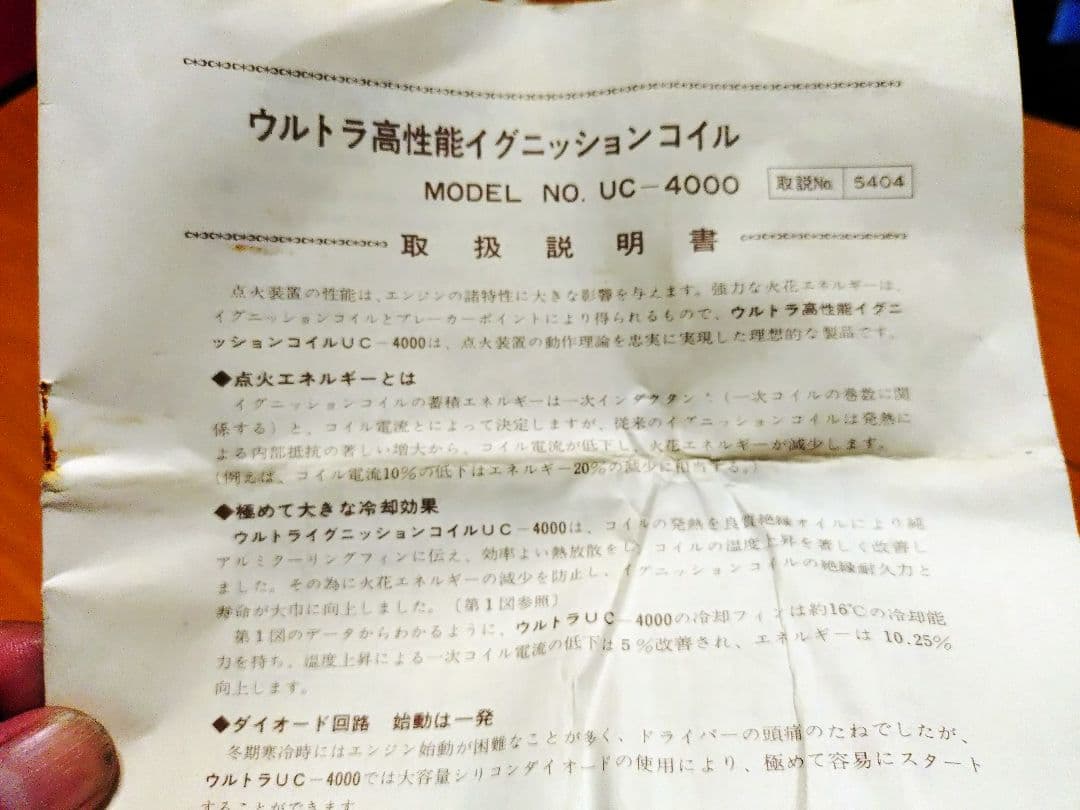 ウルトラ高性能イグニッションコイル
MODEL NO. UC-4000 取説No. 5404
取扱説明書
点火装置の性能は、エンジンの諸特性に大きな影響を与えます。強力な火花エネルギーは、
イグニッションコイルとブレーカーポイントにより得られるもので、ウルトラ高性能イグニ
ッションコイルUC-4000は、点火装置の動作理論を忠実に実現した理想的な製品です。
◆点火エネルギーとは
イグニッションコイルの蓄積エネルギーは一次インダクタンス(一次コイルの巻数に関
係する)と、コイル電流とによって決定しますが、従来のイグニッションコイルは発熱に
よる内部抵抗の著しい増大から、コイル電流が低下し、火花エネルギーが減少します。
(例えば、コイル電流10%の低下はエネルギー20%の減少に相当する。)
◆極めて大きな冷却効果
ウルトライグニッションコイルUC-4000は、コイルの発熱を良質絶縁オイルにより純
アルミターリングフィンに伝え、効率よい熱放散をし、コイルの温度上昇を著しく改善し
ました。その為に火花エネルギーの減少を防止し、イグニッションコイルの絶縁耐久力と
寿命が大巾に向上しました。〔第1図参照〕
第1図のデータからわかるように、ウルトラUC-4000の冷却フィンは約16℃の冷却能
力を持ち、温度上昇による一次コイル電流の低下は5%改善され、エネルギーは10.25%
向上します。
◆ダイオード回路 始動は一発
冬期寒冷時にはエンジン始動が困難なことが多く、ドライバーの頭痛のたねでしたが、
ウルトラUC-4000では大容量シリコンダイオードの使用により、極めて容易にスタート
することができます